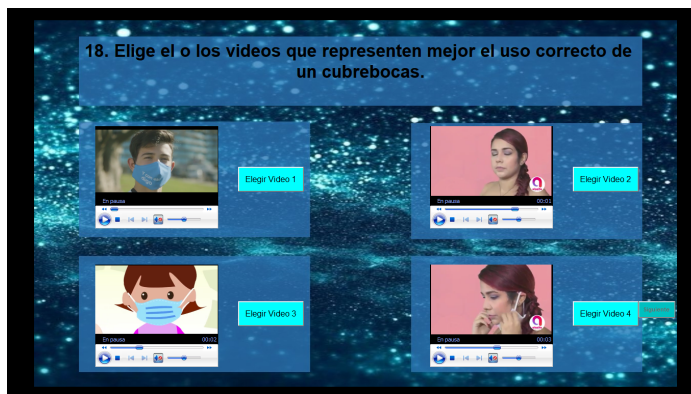 18. Elige el o los videos que representen mejor el uso correcto de
un cubrebocas.
En pausa
Elegir Video 1
En pausa 00:01
Elegir Video 2
En pausa 00:02
Elegir Video 3
En pausa 00:03
Elegir Video 4
Siguiente